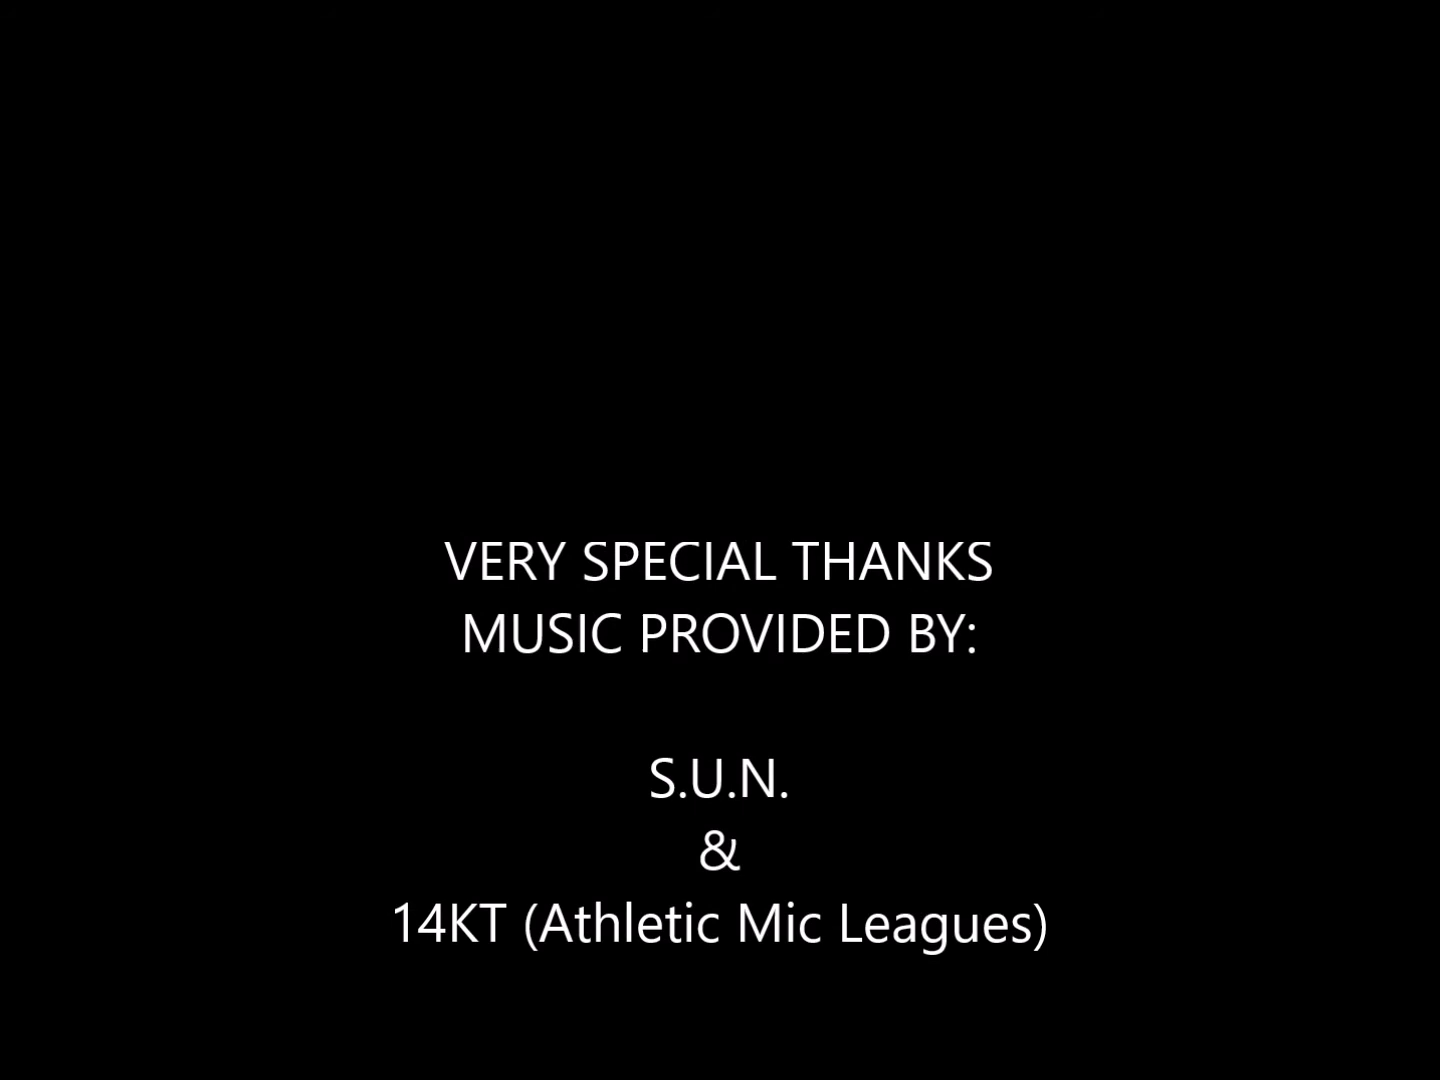 VERY SPECIAL THANKS
MUSIC PROVIDED BY:
S.U.N.
&
14KT (Athletic Mic Leagues)